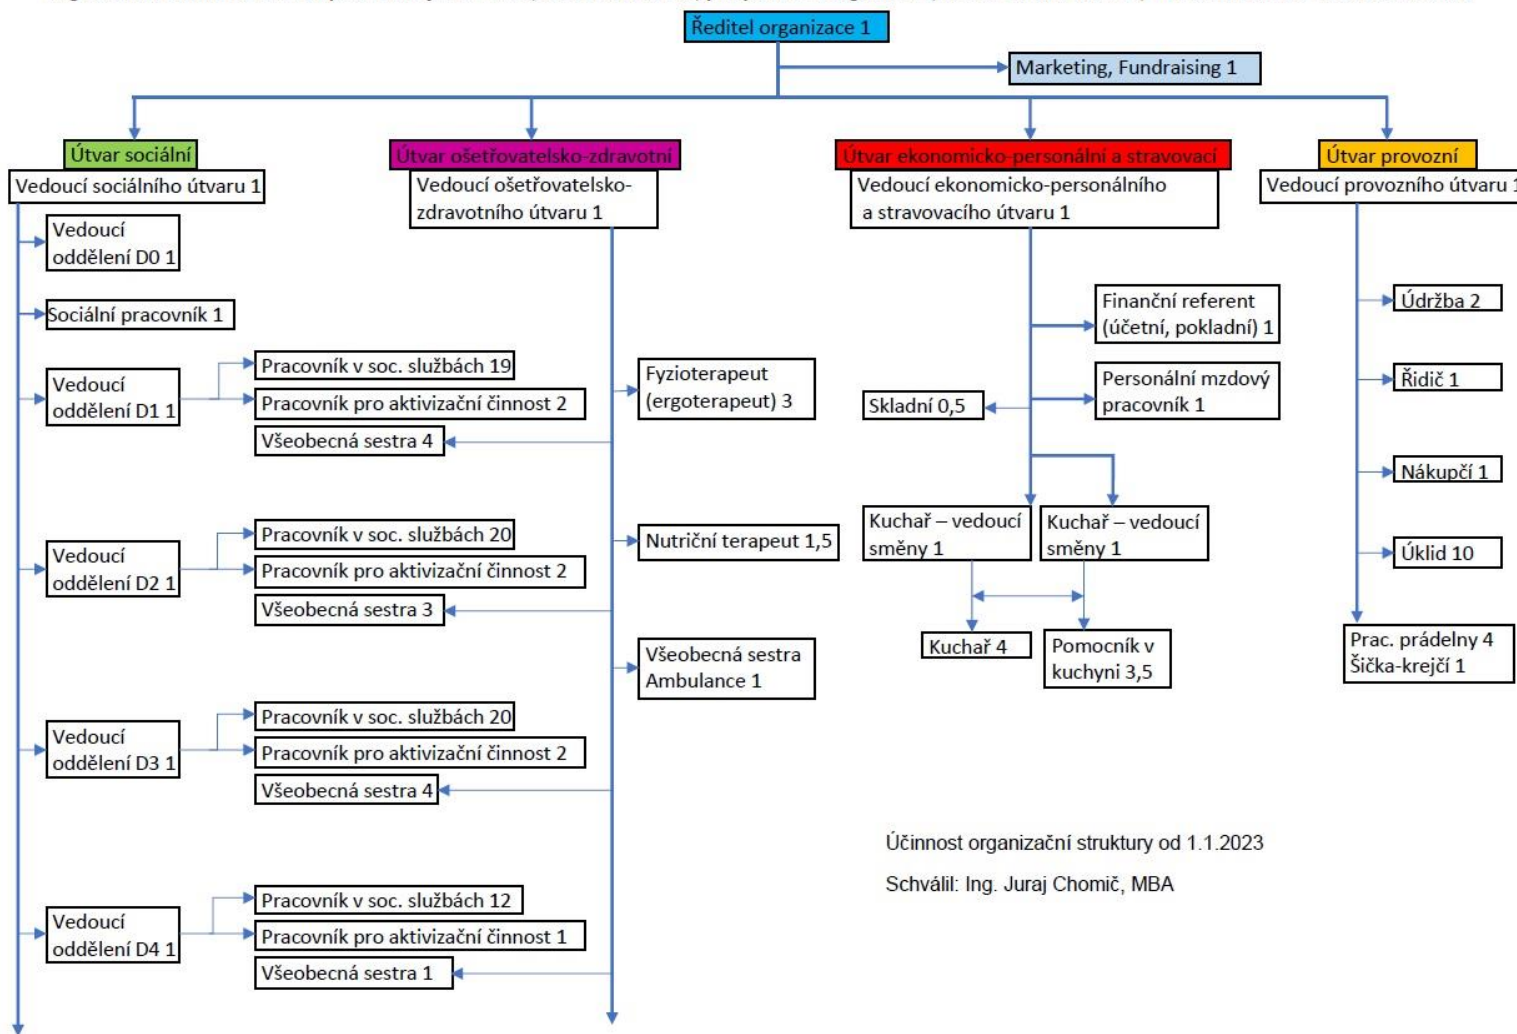 Ředitel organizace 1
Marketing, Fundraising 1
Útvar sociální
Vedoucí sociálního útvaru 1
Vedoucí
oddělení D0 1
Sociální pracovník 1
Vedoucí
oddělení D1 1
Pracovník v soc. službách 19
Pracovník pro aktivizační činnost 2
Všeobecná sestra 4
Vedoucí
oddělení D2 1
Pracovník v soc. službách 20
Pracovník pro aktivizační činnost 2
Všeobecná sestra 3
Vedoucí
oddělení D3 1
Pracovník v soc. službách 20
Pracovník pro aktivizační činnost 2
Všeobecná sestra 4
Vedoucí
oddělení D4 1
Pracovník v soc. službách 12
Pracovník pro aktivizační činnost 1
Všeobecná sestra 1
Útvar ošetřovatelsko-zdravotní
Vedoucí ošetřovatelsko-
zdravotního útvaru 1
Fyzioterapeut
(ergoterapeut) 3
Nutriční terapeut 1,5
Všeobecná sestra
Ambulance 1
Útvar ekonomicko-personální a stravovací
Vedoucí ekonomicko-personálního
a stravovacího útvaru 1
Finanční referent
(účetní, pokladní) 1
Personální mzdový
pracovník 1
Skladní 0,5
Kuchař – vedoucí
směny 1
Kuchař – vedoucí
směny 1
Kuchař 4
Pomocník v
kuchyni 3,5
Útvar provozní
Vedoucí provozního útvaru 1
Údržba 2
Řidič 1
Nákupčí 1
Úklid 10
Prac. prádelny 4
Šička-krejčí 1
Účinnost organizační struktury od 1.1.2023
Schválil: Ing. Juraj Chomič, MBA